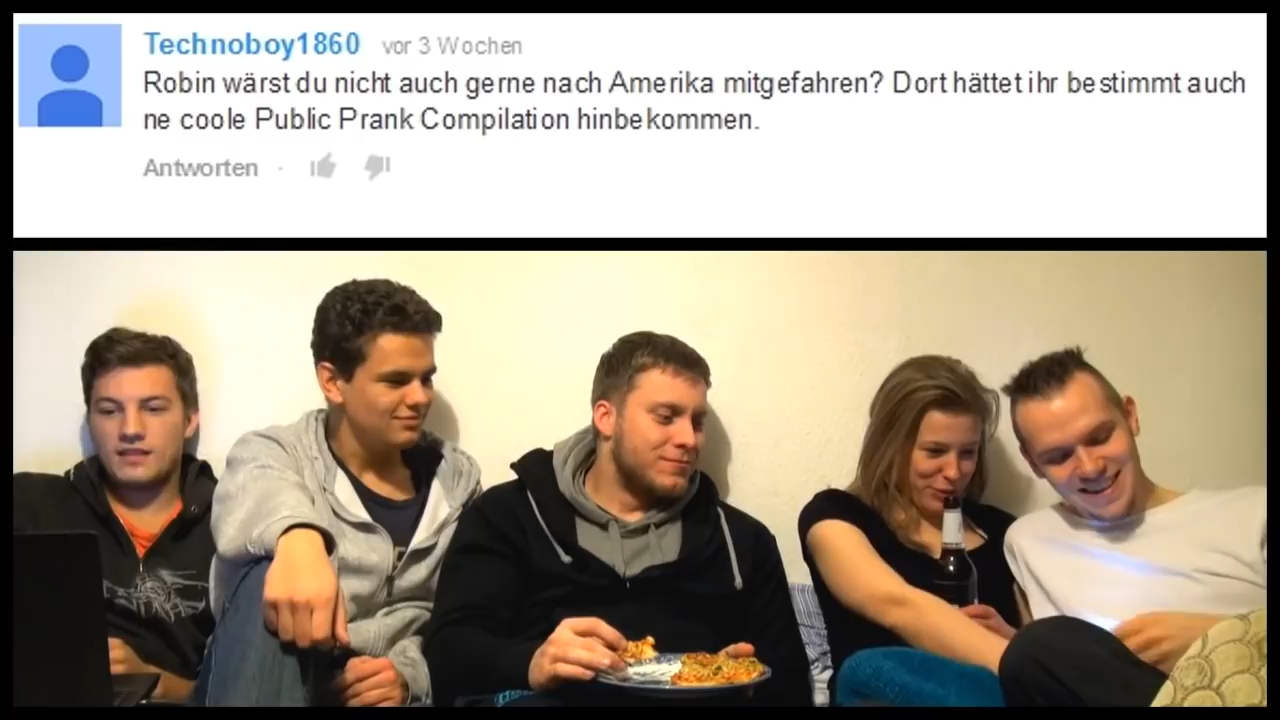 Technoboy1860 vor 3 Wochen
Robin wärst du nicht auch gerne nach Amerika mitgefahren? Dort hättet ihr bestimmt auch
ne coole Public Prank Compilation hinbekommen.
Antworten ·